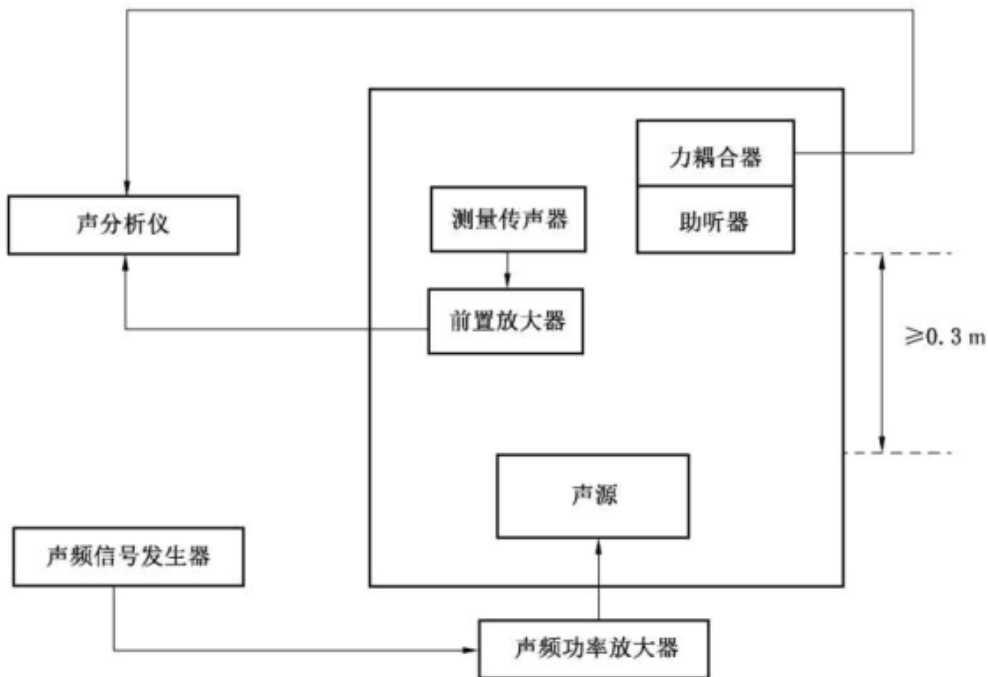 力耦合器
声分析仪
测量传声器
助听器
前置放大器
≥0.3 m
声源
声频信号发生器
声频功率放大器